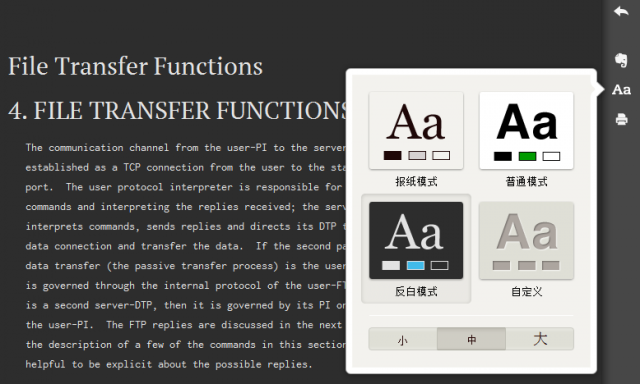 File Transfer Functions
4. FILE TRANSFER FUNCTIONS
The communication channel from the user-PI to the server
established as a TCP connection from the user to the sta
port. The user protocol interpreter is responsible for
commands and interpreting the replies received; the serv
interprets commands, sends replies and directs its DTP
data connection and transfer the data. If the second pa
data transfer (the passive transfer process) is the user
is governed through the internal protocol of the user-FT
is a second server-DTP, then it is governed by its PI on
the user-PI. The FTP replies are discussed in the next
the description of a few of the commands in this section
helpful to be explicit about the possible replies.
Aa
Aa
Aa
报纸模式
普通模式
Aa
Aa
反白模式
自定义
小
中
大